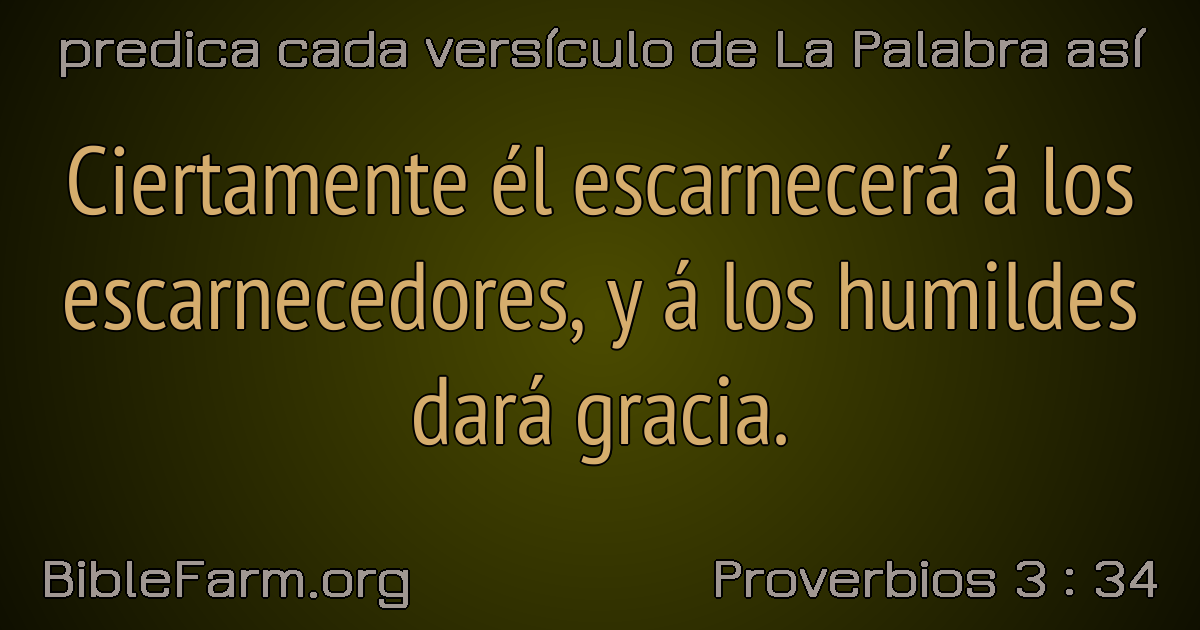 predica cada versículo de La Palabra así
Ciertamente él escarnecerá á los
escarnecedores, y á los humildes
dará gracia.
BibleFarm.org
Proverbios 3 : 34